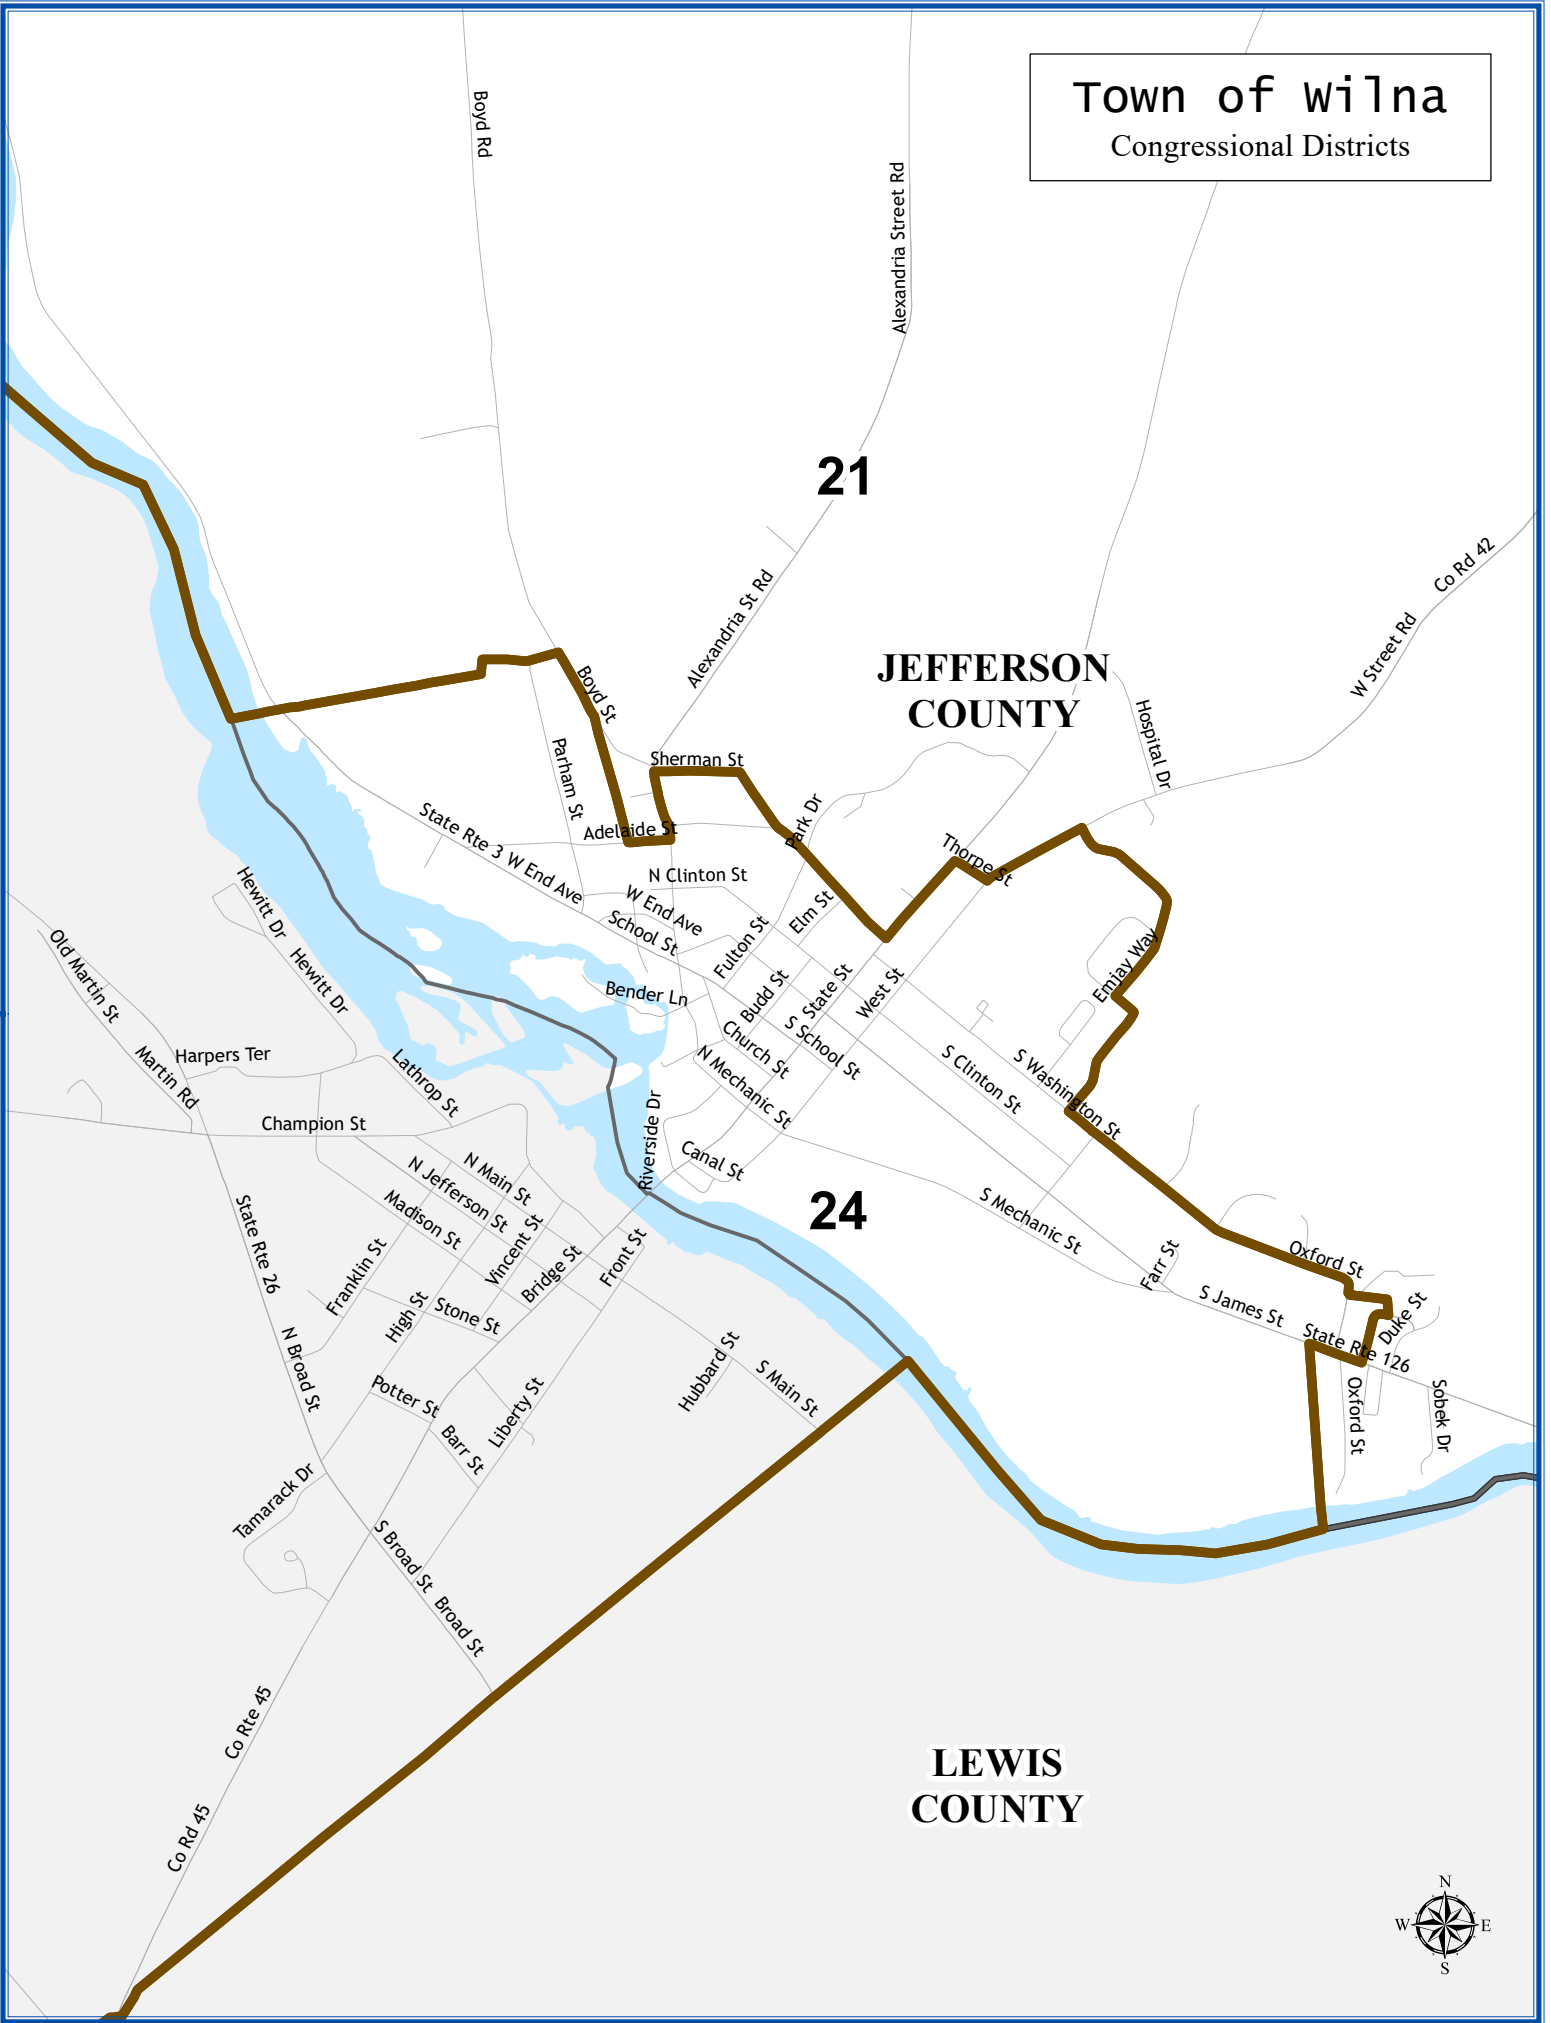 Town of Wilna
Congressional Districts
Boyd Rd
Alexandria Street Rd
21
Co Rd 42
Alexandria St Rd
W Street Rd
JEFFERSON
COUNTY
Boyd St
Hospital Dr
Sherman St
Parham St
Park Dr
State Rte 3
Adelaide St
Thorpe St
W End Ave
N Clinton St
W End Ave
Elm St
School St
Fulton St
Hewitt Dr
Emjay Way
Old Martin St
Hewitt Dr
Bender Ln
Budd St
State St
West St
S School St
Church St
Harpers Ter
Martin Rd
Lathrop St
N Mechanic St
S Clinton St
S Washington St
Champion St
Riverside Dr
Canal St
N Main St
N Jefferson St
Madison St
24
S Mechanic St
State Rte 26
Vincent St
Front St
Farr St
Oxford St
Franklin St
Bridge St
High St
Stone St
S James St
Duke St
State Rte 126
N Broad St
Hubbard St
S Main St
Potter St
Liberty St
Oxford St
Sobek Dr
Barr St
Tamarack Dr
S Broad St
Broad St
Co Rte 45
LEWIS
COUNTY
Co Rd 45
N
W
E
S